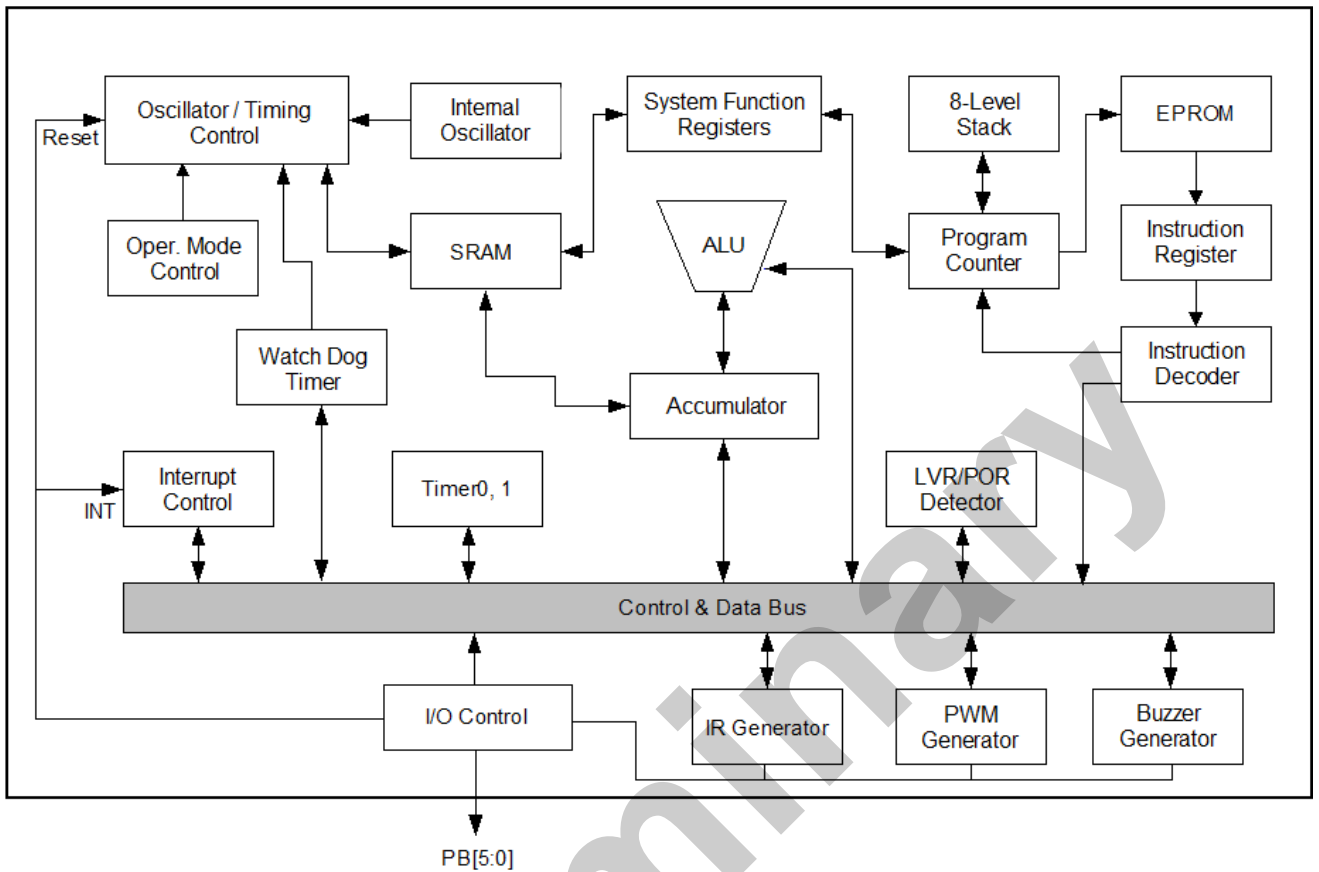 Oscillator / Timing
Control
Internal
Oscillator
System Function
Registers
8-Level
Stack
EPROM
Reset
Oper. Mode
Control
SRAM
ALU
Program
Counter
Instruction
Register
Watch Dog
Timer
Accumulator
Instruction
Decoder
Interrupt
Control
INT
Timer0, 1
LVR/POR
Detector
Control & Data Bus
I/O Control
IR Generator
PWM
Generator
Buzzer
Generator
PB[5:0]
minary